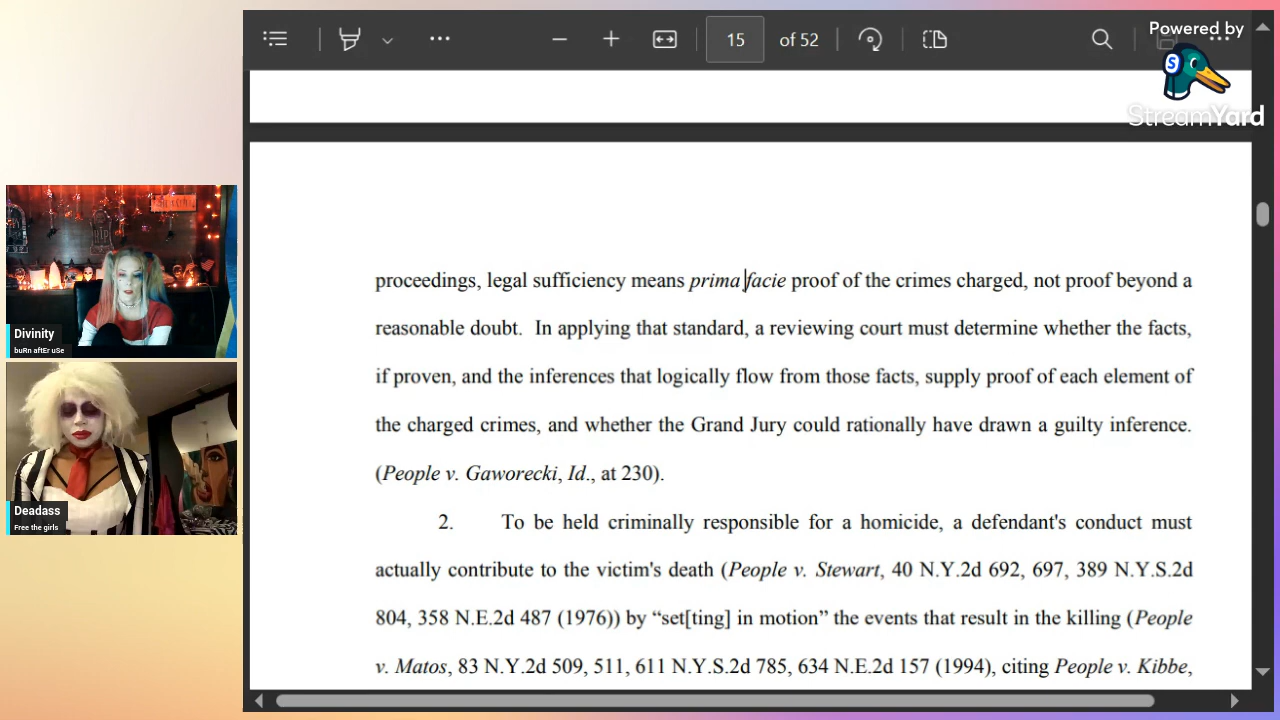 15 of 52
Powered by
StreamYard
proceedings, legal sufficiency means prima facie proof of the crimes charged, not proof beyond a
reasonable doubt. In applying that standard, a reviewing court must determine whether the facts,
if proven, and the inferences that logically flow from those facts, supply proof of each element of
the charged crimes, and whether the Grand Jury could rationally have drawn a guilty inference.
(People v. Gaworecki, Id., at 230).
2. To be held criminally responsible for a homicide, a defendant's conduct must
actually contribute to the victim's death (People v. Stewart, 40 N.Y.2d 692, 697, 389 N.Y.S.2d
804, 358 N.E.2d 487 (1976)) by “set[ting] in motion” the events that result in the killing (People
v. Matos, 83 N.Y.2d 509, 511, 611 N.Y.S.2d 785, 634 N.E.2d 157 (1994), citing People v. Kibbe,
RIP
Divinity
buRn aftEr uSe
Deadass
Free the girls